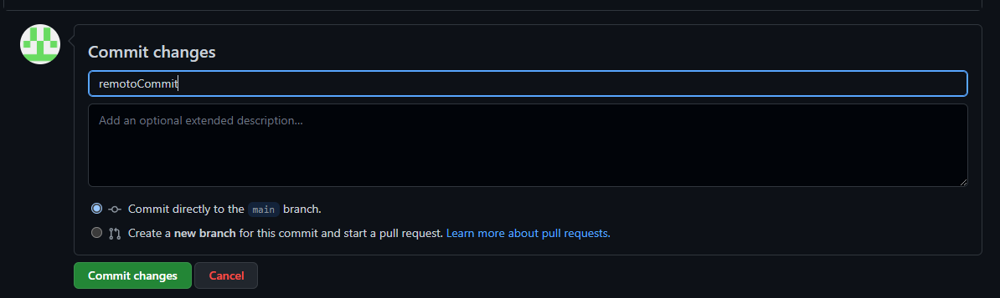 Commit changes
remotoCommit
Add an optional extended description...
Commit directly to the main branch.
Create a new branch for this commit and start a pull request. Learn more about pull requests.
Commit changes
Cancel